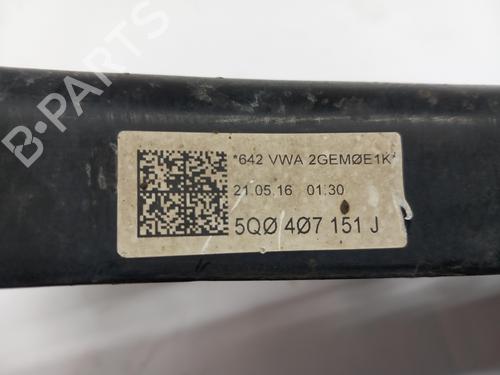 B-PARTS
*642 VWA 2GEMØE1K*
21.05.16 01:30
5QØ 4Ø7 151 J